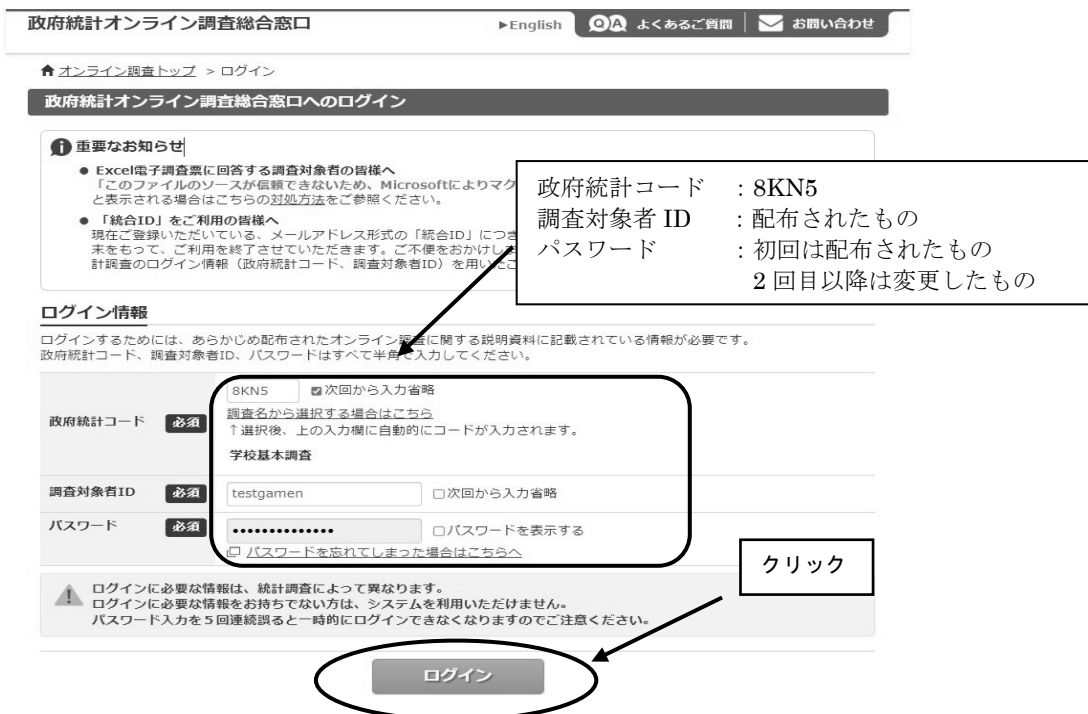 政府統計オンライン調査総合窓口
▶English
QA よくあるご質問
お問い合わせ
オンライン調査トップ > ログイン
政府統計オンライン調査総合窓口へのログイン
重要なお知らせ
● Excel電子調査票に回答する調査対象者の皆様へ
「このファイルのソースが信頼できないため、Microsoftによりマク
と表示される場合はこちらの対処方法をご参照ください。
● 「統合ID」をご利用の皆様へ
現在ご登録いただいている、メールアドレス形式の「統合ID」につき
末をもって、ご利用を終了させていただきます。ご不便をおかけしま
計調査のログイン情報（政府統計コード、調査対象者ID）を用いたご
政府統計コード ：8KN5
調査対象者 ID ：配布されたもの
パスワード ：初回は配布されたもの
2 回目以降は変更したもの
ログイン情報
ログインするためには、あらかじめ配布されたオンライン調査に関する説明資料に記載されている情報が必要です。
政府統計コード、調査対象者ID、パスワードはすべて半角で入力してください。
政府統計コード 必須
8KN5 次回から入力省略
調査名から選択する場合はこちら
↑選択後、上の入力欄に自動的にコードが入力されます。
学校基本調査
調査対象者ID 必須 testgamen □次回から入力省略
パスワード 必須 •••••••••••••• □パスワードを表示する
パスワードを忘れてしまった場合はこちらへ
クリック
ログインに必要な情報は、統計調査によって異なります。
ログインに必要な情報をお持ちでない方は、システムを利用いただけません。
パスワード入力を５回連続誤ると一時的にログインできなくなりますのでご注意ください。
ログイン